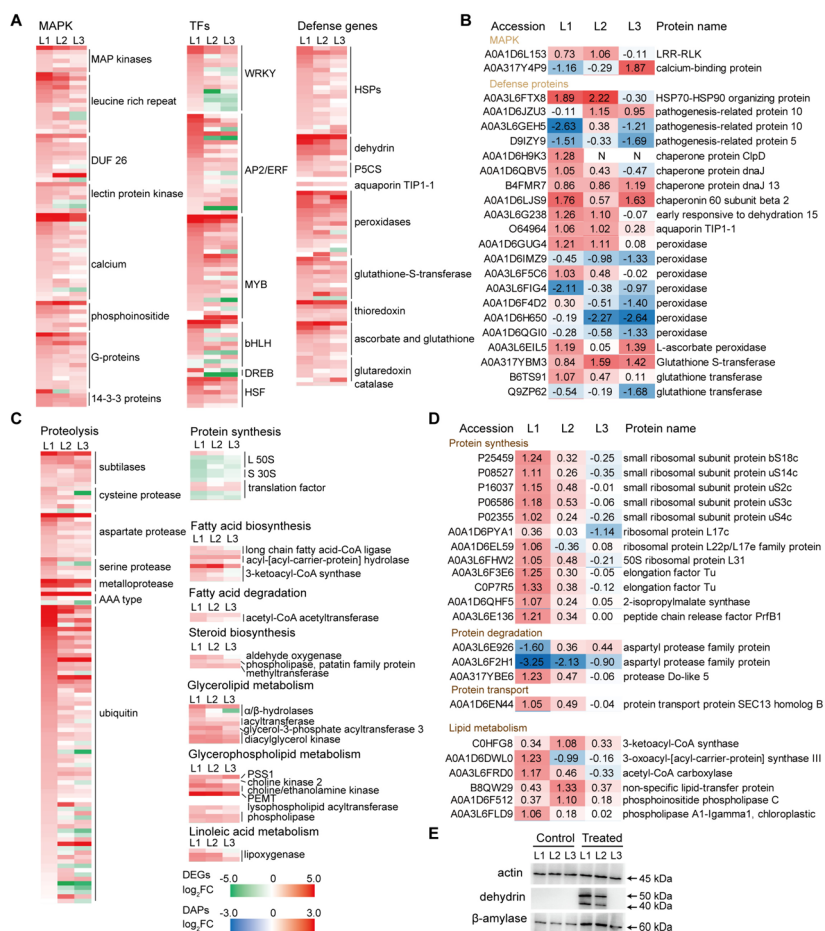 A
MAPK
L1 L2 L3
MAP kinases
leucine rich repeat
DUF 26
lectin protein kinase
calcium
phosphoinositide
G-proteins
14-3-3 proteins
TFs
L1 L2 L3
WRKY
AP2/ERF
MYB
bHLH
DREB
HSF
Defense genes
L1 L2 L3
HSPs
dehydrin
P5CS
aquaporin TIP1-1
peroxidases
glutathione-S-transferase
thioredoxin
ascorbate and glutathione
glutaredoxin
catalase
B
Accession L1 L2 L3 Protein name
MAPK
A0A1D6L153 0.73 1.06 -0.11 LRR-RLK
A0A317Y4P9 -1.16 -0.29 1.87 calcium-binding protein
Defense proteins
A0A3L6FTX8 1.89 2.22 -0.30 HSP70-HSP90 organizing protein
A0A1D6JZU3 -0.11 1.15 0.95 pathogenesis-related protein 10
A0A3L6GEH5 -2.63 0.38 -1.21 pathogenesis-related protein 10
D9IZY9 -1.51 -0.33 -1.69 pathogenesis-related protein 5
A0A1D6H9K3 1.28 N N chaperone protein ClpD
A0A1D6QBV5 1.05 0.43 -0.47 chaperone protein dnaJ
B4FMR7 0.86 0.86 1.19 chaperone protein dnaJ 13
A0A1D6LJS9 1.76 0.57 1.63 chaperonin 60 subunit beta 2
A0A3L6G238 1.26 1.10 -0.07 early responsive to dehydration 15
O64964 1.06 1.02 0.28 aquaporin TIP1-1
A0A1D6GUG4 1.21 1.11 0.08 peroxidase
A0A1D6IMZ9 -0.45 -0.98 -1.33 peroxidase
A0A3L6F5C6 1.03 0.48 -0.02 peroxidase
A0A3L6FIG4 -2.11 -0.38 -0.97 peroxidase
A0A1D6F4D2 0.30 -0.51 -1.40 peroxidase
A0A1D6H650 -0.19 -2.27 -2.64 peroxidase
A0A1D6QGI0 -0.28 -0.58 -1.33 peroxidase
A0A3L6EIL5 1.19 0.05 1.39 L-ascorbate peroxidase
A0A317YBM3 0.84 1.59 1.42 Glutathione S-transferase
B6TS91 1.07 0.47 0.11 glutathione transferase
Q9ZP62 -0.54 -0.19 -1.68 glutathione transferase
C
Proteolysis
L1 L2 L3
subtilases
cysteine protease
aspartate protease
serine protease
metalloprotease
AAA type
ubiquitin
Protein synthesis
L1 L2 L3
L 50S
S 30S
translation factor
Fatty acid biosynthesis
L1 L2 L3
long chain fatty acid-CoA ligase
acyl-[acyl-carrier-protein] hydrolase
3-ketoacyl-CoA synthase
Fatty acid degradation
L1 L2 L3
acetyl-CoA acetyltransferase
Steroid biosynthesis
L1 L2 L3
aldehyde oxygenase
phospholipase, patatin family protein
methyltransferase
Glycerolipid metabolism
L1 L2 L3
α/β-hydrolases
acyltransferase
glycerol-3-phosphate acyltransferase 3
diacylglycerol kinase
Glycerophospholipid metabolism
L1 L2 L3
PSS1
choline kinase 2
choline/ethanolamine kinase
PEMT
lysophospholipid acyltransferase
phospholipase
Linoleic acid metabolism
L1 L2 L3
lipoxygenase
DEGs -5.0 0 5.0
log2FC
DAPs -3.0 0 3.0
log2FC
D
Accession L1 L2 L3 Protein name
Protein synthesis
P25459 1.24 0.32 -0.25 small ribosomal subunit protein bS18c
P08527 1.11 0.26 -0.35 small ribosomal subunit protein uS14c
P16037 1.15 0.48 -0.01 small ribosomal subunit protein uS2c
P06586 1.18 0.53 -0.06 small ribosomal subunit protein uS3c
P02355 1.02 0.24 -0.26 small ribosomal subunit protein uS4c
A0A1D6PYA1 0.36 0.03 -1.14 ribosomal protein L17c
A0A1D6EL59 1.06 -0.36 0.08 ribosomal protein L22p/L17e family protein
A0A3L6FHW2 1.05 0.48 -0.21 50S ribosomal protein L31
A0A3L6F3E6 1.25 0.30 -0.05 elongation factor Tu
C0P7R5 1.33 0.38 -0.12 elongation factor Tu
A0A1D6QHF5 1.07 0.24 0.05 2-isopropylmalate synthase
A0A3L6E136 1.21 0.34 0.00 peptide chain release factor PrfB1
Protein degradation
A0A3L6E926 -1.60 0.36 0.44 aspartyl protease family protein
A0A3L6F2H1 -3.25 -2.13 -0.90 aspartyl protease family protein
A0A317YBE6 1.23 0.47 -0.06 protease Do-like 5
Protein transport
A0A1D6EN44 1.05 0.49 -0.04 protein transport protein SEC13 homolog B
Lipid metabolism
C0HFG8 0.34 1.08 0.33 3-ketoacyl-CoA synthase
A0A1D6DWL0 1.23 -0.99 -0.16 3-oxoacyl-[acyl-carrier-protein] synthase III
A0A3L6FRD0 1.17 0.46 -0.33 acetyl-CoA carboxylase
B8QW29 0.43 1.33 0.37 non-specific lipid-transfer protein
A0A1D6F512 0.37 1.10 0.18 phosphoinositide phospholipase C
A0A3L6FLD9 1.06 0.18 0.02 phospholipase A1-Igamma1, chloroplastic
E
Control Treated
L1 L2 L3 L1 L2 L3
actin 45 kDa
dehydrin 50 kDa
40 kDa
β-amylase 60 kDa